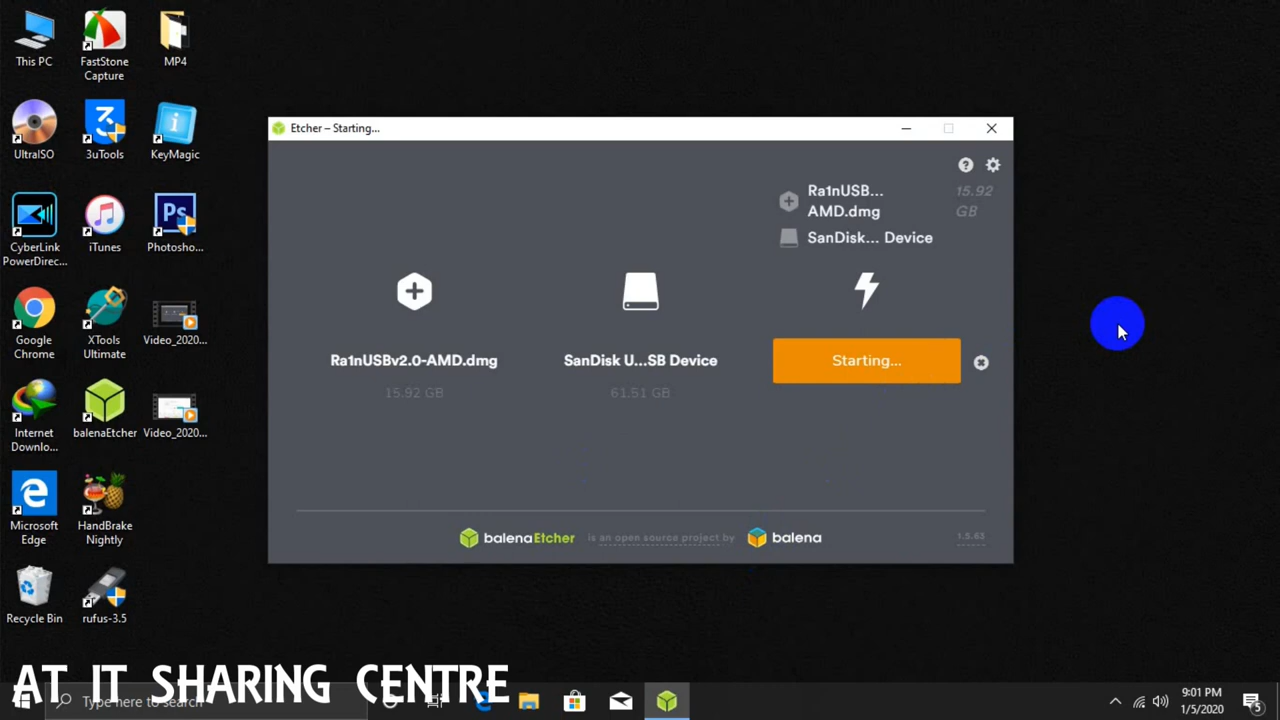 This PC
FastStone
Capture
MP4
UltraISO
3uTools
KeyMagic
CyberLink
PowerDirec...
iTunes
Ps
Photosho...
Google
Chrome
XTools
Ultimate
Video_2020...
Internet
Downlo...
balenaEtcher
Video_2020...
Microsoft
Edge
HandBrake
Nightly
Recycle Bin
rufus-3.5
Etcher – Starting...
Ra1nUSB...
AMD.dmg
15.92
GB
SanDisk... Device
Ra1nUSBv2.0-AMD.dmg
15.92 GB
SanDisk U...SB Device
61.51 GB
Starting...
balenaEtcher is an open source project by balena
1.5.63
AT IT SHARING CENTRE
Type here to search
9:01 PM
1/5/2020
5